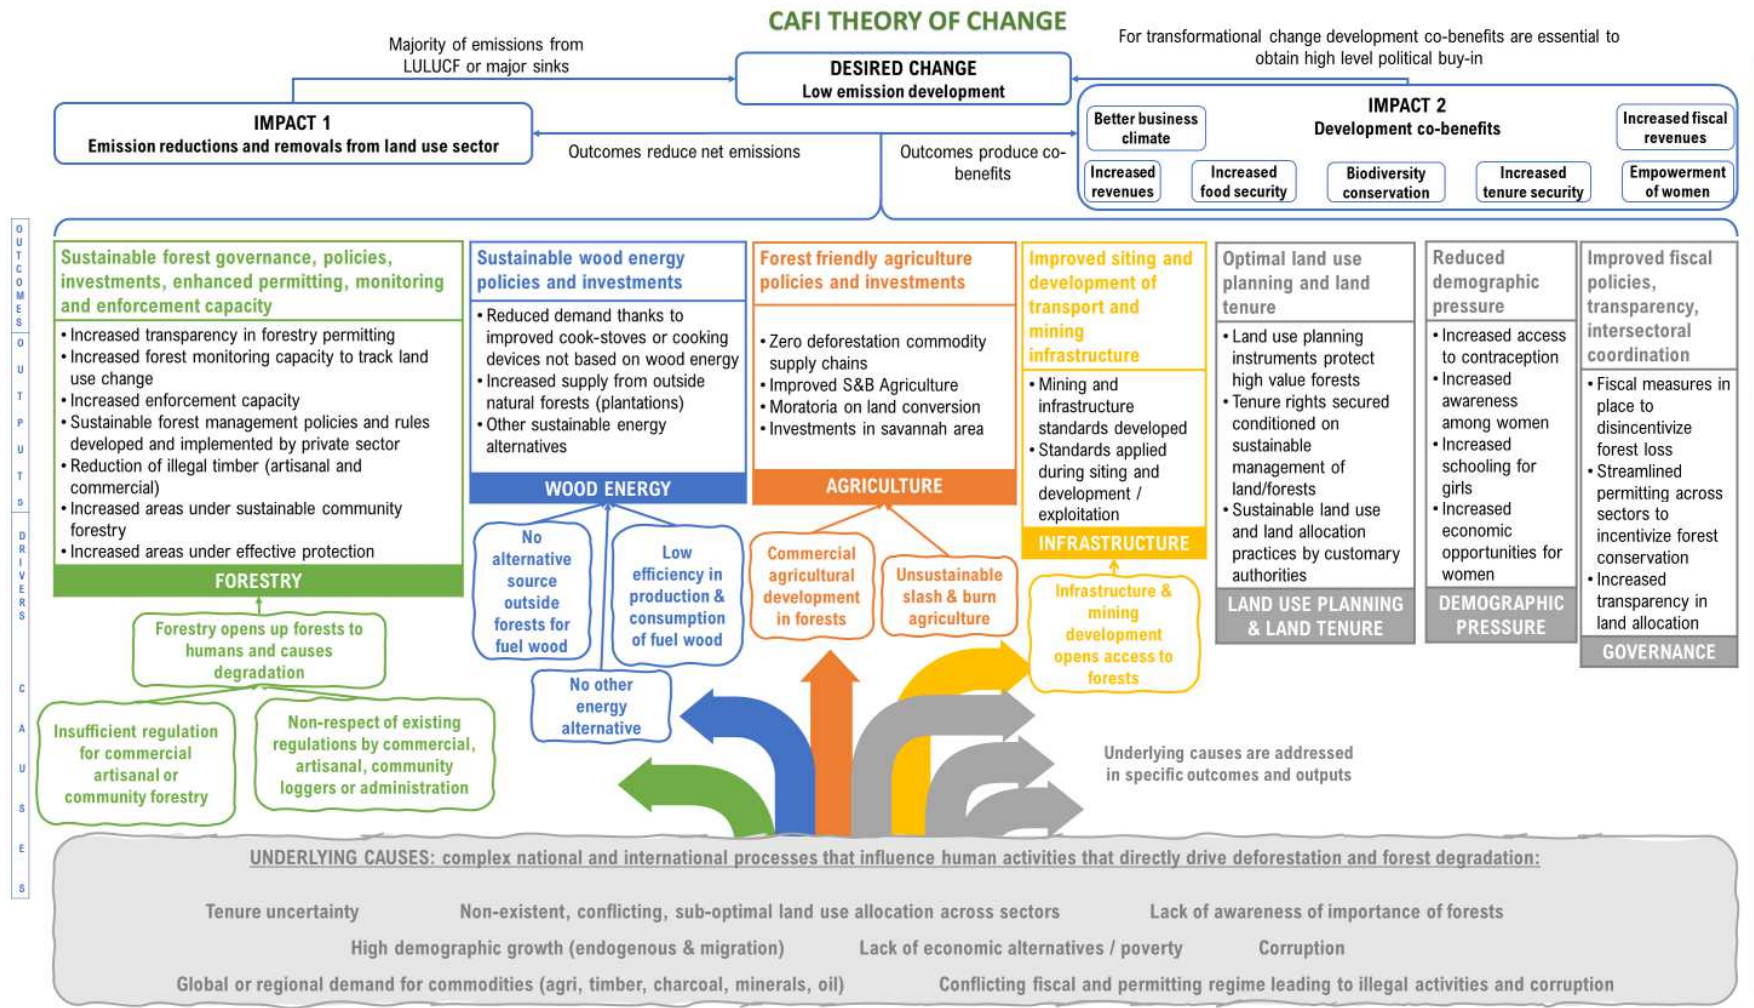 CAFI THEORY OF CHANGE
Majority of emissions from
LULUCF or major sinks
DESIRED CHANGE
Low emission development
For transformational change development co-benefits are essential to
obtain high level political buy-in
IMPACT 1
Emission reductions and removals from land use sector
Outcomes reduce net emissions
Outcomes produce co-
benefits
IMPACT 2
Development co-benefits
Better business
climate
Increased fiscal
revenues
Increased
revenues
Increased
food security
Biodiversity
conservation
Increased
tenure security
Empowerment
of women
OUTCOMES
OUTPUTS
DRIVERS
CAUSES
Sustainable forest governance, policies,
investments, enhanced permitting, monitoring
and enforcement capacity
• Increased transparency in forestry permitting
• Increased forest monitoring capacity to track land
use change
• Increased enforcement capacity
• Sustainable forest management policies and rules
developed and implemented by private sector
• Reduction of illegal timber (artisanal and
commercial)
• Increased areas under sustainable community
forestry
• Increased areas under effective protection
FORESTRY
Forestry opens up forests to
humans and causes
degradation
Insufficient regulation
for commercial
artisanal or
community forestry
Non-respect of existing
regulations by commercial,
artisanal, community
loggers or administration
Sustainable wood energy
policies and investments
• Reduced demand thanks to
improved cook-stoves or cooking
devices not based on wood energy
• Increased supply from outside
natural forests (plantations)
• Other sustainable energy
alternatives
WOOD ENERGY
No
alternative
source
outside
forests for
fuel wood
Low
efficiency in
production &
consumption
of fuel wood
No other
energy
alternative
Forest friendly agriculture
policies and investments
• Zero deforestation commodity
supply chains
• Improved S&B Agriculture
• Moratoria on land conversion
• Investments in savannah area
AGRICULTURE
Commercial
agricultural
development
in forests
Unsustainable
slash & burn
agriculture
Improved siting and
development of
transport and
mining
infrastructure
• Mining and
infrastructure
standards developed
• Standards applied
during siting and
development /
exploitation
INFRASTRUCTURE
Infrastructure &
mining
development
opens access to
forests
Optimal land use
planning and land
tenure
• Land use planning
instruments protect
high value forests
• Tenure rights secured
conditioned on
sustainable
management of
land/forests
• Sustainable land use
and land allocation
practices by customary
authorities
LAND USE PLANNING
& LAND TENURE
Reduced
demographic
pressure
• Increased access
to contraception
• Increased
awareness
among women
• Increased
schooling for
girls
• Increased
economic
opportunities for
women
DEMOGRAPHIC
PRESSURE
Improved fiscal
policies,
transparency,
intersectoral
coordination
• Fiscal measures in
place to
disincentivize
forest loss
• Streamlined
permitting across
sectors to
incentivize forest
conservation
• Increased
transparency in
land allocation
GOVERNANCE
Underlying causes are addressed
in specific outcomes and outputs
UNDERLYING CAUSES: complex national and international processes that influence human activities that directly drive deforestation and forest degradation:
Tenure uncertainty
Non-existent, conflicting, sub-optimal land use allocation across sectors
Lack of awareness of importance of forests
High demographic growth (endogenous & migration)
Lack of economic alternatives / poverty
Corruption
Global or regional demand for commodities (agri, timber, charcoal, minerals, oil)
Conflicting fiscal and permitting regime leading to illegal activities and corruption